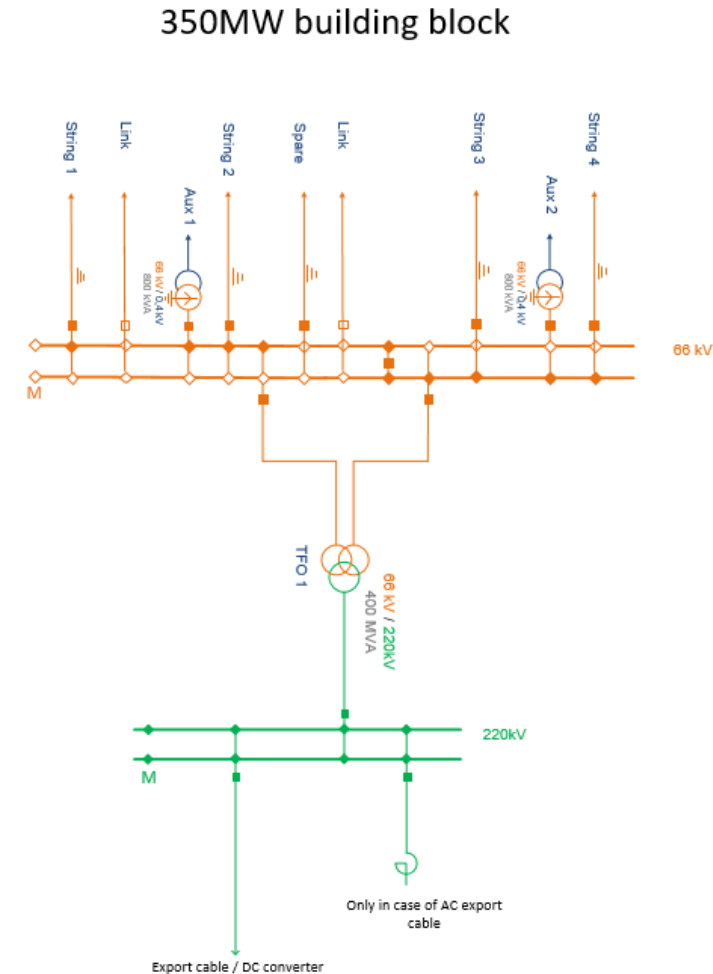 350MW building block
String 1
Link
Aux 1
66 kV / 0,4 kV
800 kVA
String 2
Spare
Link
String 3
Aux 2
66 kV / 0,4 kV
800 kVA
String 4
66 kV
M
TFO 1
66 kV / 220kV
400 MVA
220kV
M
Only in case of AC export
cable
Export cable / DC converter